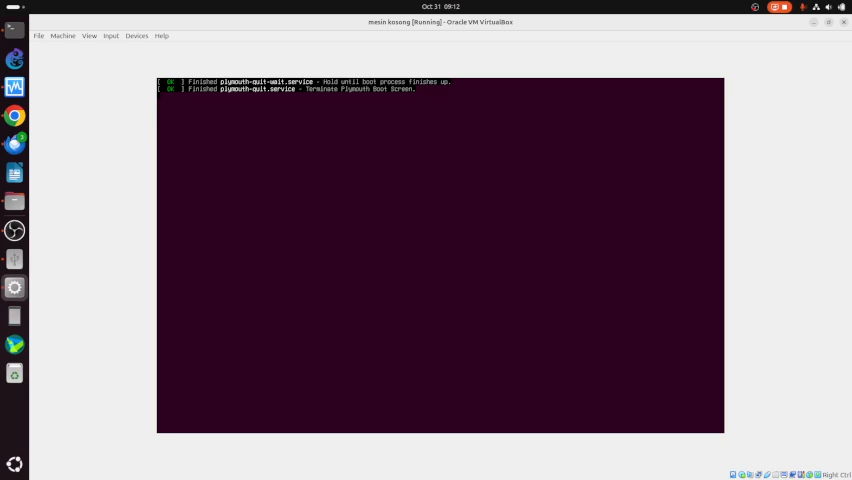 Oct 31 09:12
mesin kosong [Running] - Oracle VM VirtualBox
File Machine View Input Devices Help
[ OK ] Finished plymouth-quit-wait.service - Hold until boot process finishes up.
[ OK ] Finished plymouth-quit.service - Terminate Plymouth Boot Screen.
3
Right Ctrl